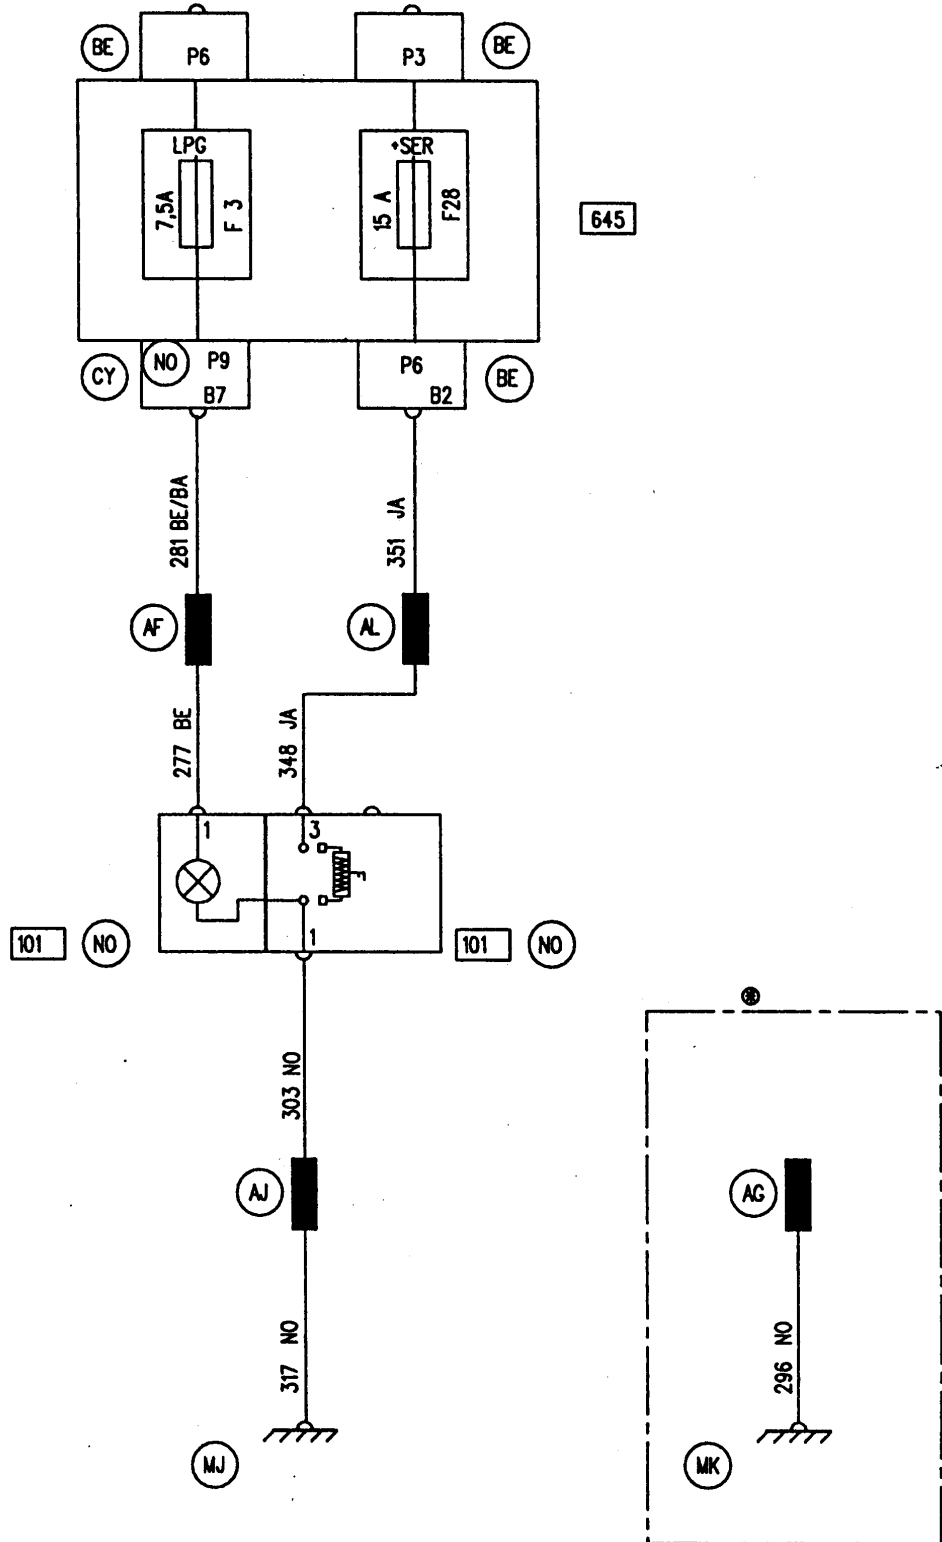 BE
P6
P3
BE
LPG
7,5A
F 3
+SER
15 A
F28
645
CY
NO
P9
B7
P6
B2
BE
281 BE/BA
351 JA
AF
AL
277 BE
348 JA
1
3
1
101
NO
101
NO
303 NO
AJ
AG
317 NO
296 NO
MJ
MK